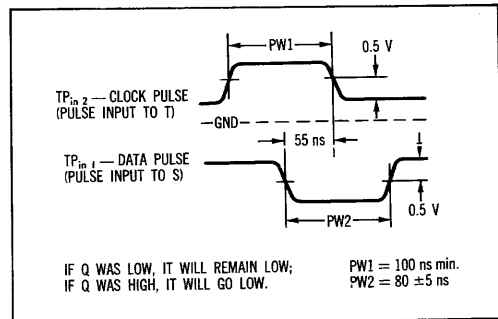 PW1
0.5 V
TPin 2 — CLOCK PULSE
(PULSE INPUT TO T)
GND
55 ns
TPin 1 — DATA PULSE
(PULSE INPUT TO S)
0.5 V
PW2
IF Q WAS LOW, IT WILL REMAIN LOW;
IF Q WAS HIGH, IT WILL GO LOW.
PW1 = 100 ns min.
PW2 = 80 ±5 ns